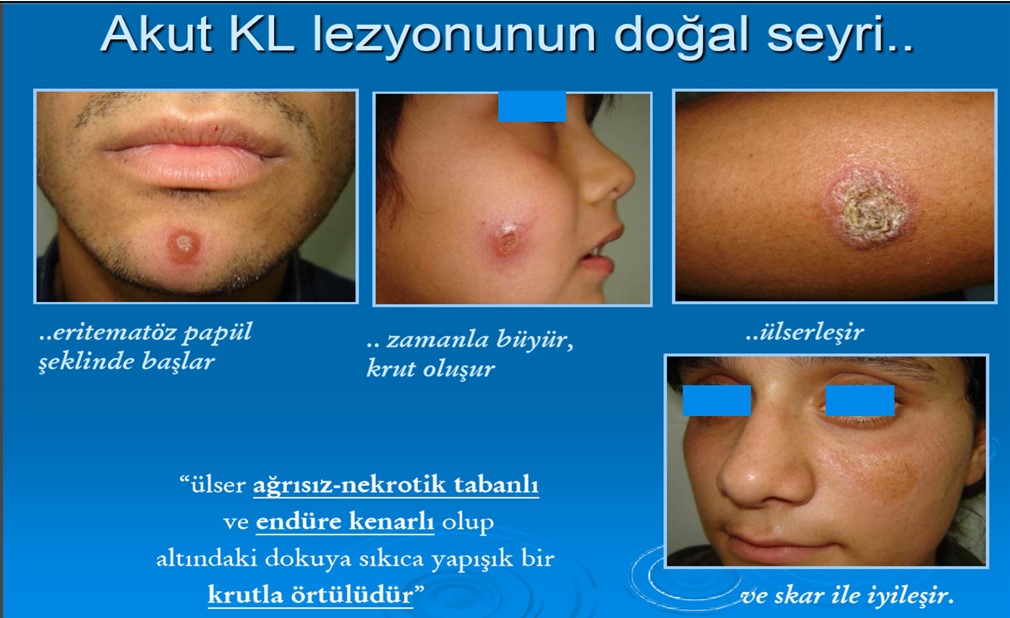 Akut KL lezyonunun doğal seyri..
..eritematöz papül
şeklinde başlar
.. zamanla büyür,
krut oluşur
..ülserleşir
“ülser ağrısız-nekrotik tabanlı
ve endüre kenarlı olup
altındaki dokuya sıkıca yapışık bir
krutla örtülüdür”
ve skar ile iyileşir.